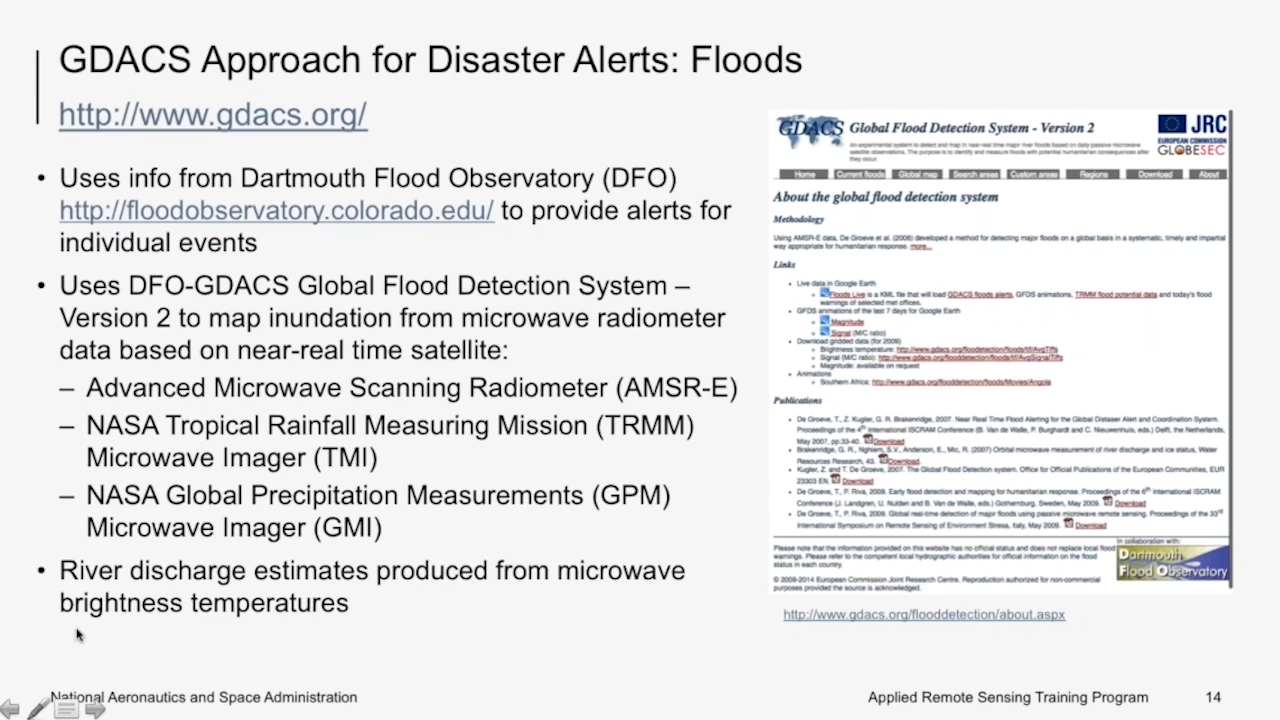 GDACS Approach for Disaster Alerts: Floods
http://www.gdacs.org/
• Uses info from Dartmouth Flood Observatory (DFO)
http://floodobservatory.colorado.edu/ to provide alerts for
individual events
• Uses DFO-GDACS Global Flood Detection System –
Version 2 to map inundation from microwave radiometer
data based on near-real time satellite:
– Advanced Microwave Scanning Radiometer (AMSR-E)
– NASA Tropical Rainfall Measuring Mission (TRMM)
Microwave Imager (TMI)
– NASA Global Precipitation Measurements (GPM)
Microwave Imager (GMI)
• River discharge estimates produced from microwave
brightness temperatures
GDACS Global Flood Detection System - Version 2
JRC
EUROPEAN COMMISSION
GLOBESEC
An experimental system to detect and map in near-real time major river floods based on daily passive microwave
satellite observations. The purpose is to identify and measure floods with potential humanitarian consequences after
they occur.
Home Current floods Global map Search areas Custom areas Regions Download About
About the global flood detection system
Methodology
Using AMSR-E data, De Groeve et al. (2006) developed a method for detecting major floods on a global basis in a systematic, timely and impartial
way appropriate for humanitarian response. more...
Links
• Live data in Google Earth
Floods Live is a KML file that will load GDACS floods alerts, GFDS animations, TRMM flood potential data and today's flood
warnings of selected met offices.
• GFDS animations of the last 7 days for Google Earth
Magnitude
Signal (M/C ratio)
• Download gridded data (for 2009)
Brightness temperature: http://www.gdacs.org/flooddetection/floods/tif/AvgTiffs
Signal (M/C ratio): http://www.gdacs.org/flooddetection/floods/tif/AvgSignalTiffs
Magnitude: available on request
• Animations
Southern Africa: http://www.gdacs.org/flooddetection/floods/Movies/Angola
Publications
• De Groeve, T., Z. Kugler, G. R. Brakenridge, 2007. Near Real Time Flood Alerting for the Global Distaser Alert and Coordination System.
Proceedings of the 4th International ISCRAM Conference (B. Van de Walle, P. Burghardt and C. Nieuwenhuis, eds.) Delft, the Netherlands,
May 2007, pp.33-40. Download
• Brakenridge, G. R., Nghiem, S.V., Anderson, E., Mic, R. (2007) Orbital microwave measurement of river discharge and ice status, Water
Resources Research, 43. Download
• Kugler, Z. and T. De Groeve, 2007. The Global Flood Detection system. Office for Official Publications of the European Communities, EUR
23303 EN. Download
• De Groeve, T., P. Riva, 2009. Early flood detection and mapping for humanitarian response. Proceedings of the 6th International ISCRAM
Conference (J. Landgren, U. Nulden and B. Van de Walle, eds.) Gothenburg, Sweden, May 2009. Download
• De Groeve, T., P. Riva, 2009. Global real-time detection of major floods using passive microwave remote sensing. Proceedings of the 33rd
International Symposium on Remote Sensing of Environment Stresa, Italy, May 2009. Download
Please note that the information provided on this website has no official status and does not replace local flood
warnings. Please refer to the competent local hydrographic authorities for official information on the flood
status in each country.
© 2009-2014 European Commission Joint Research Centre. Reproduction authorized for non-commercial
purposes provided the source is acknowledged.
In collaboration with:
Dartmouth
Flood Observatory
http://www.gdacs.org/flooddetection/about.aspx
National Aeronautics and Space Administration
Applied Remote Sensing Training Program
14